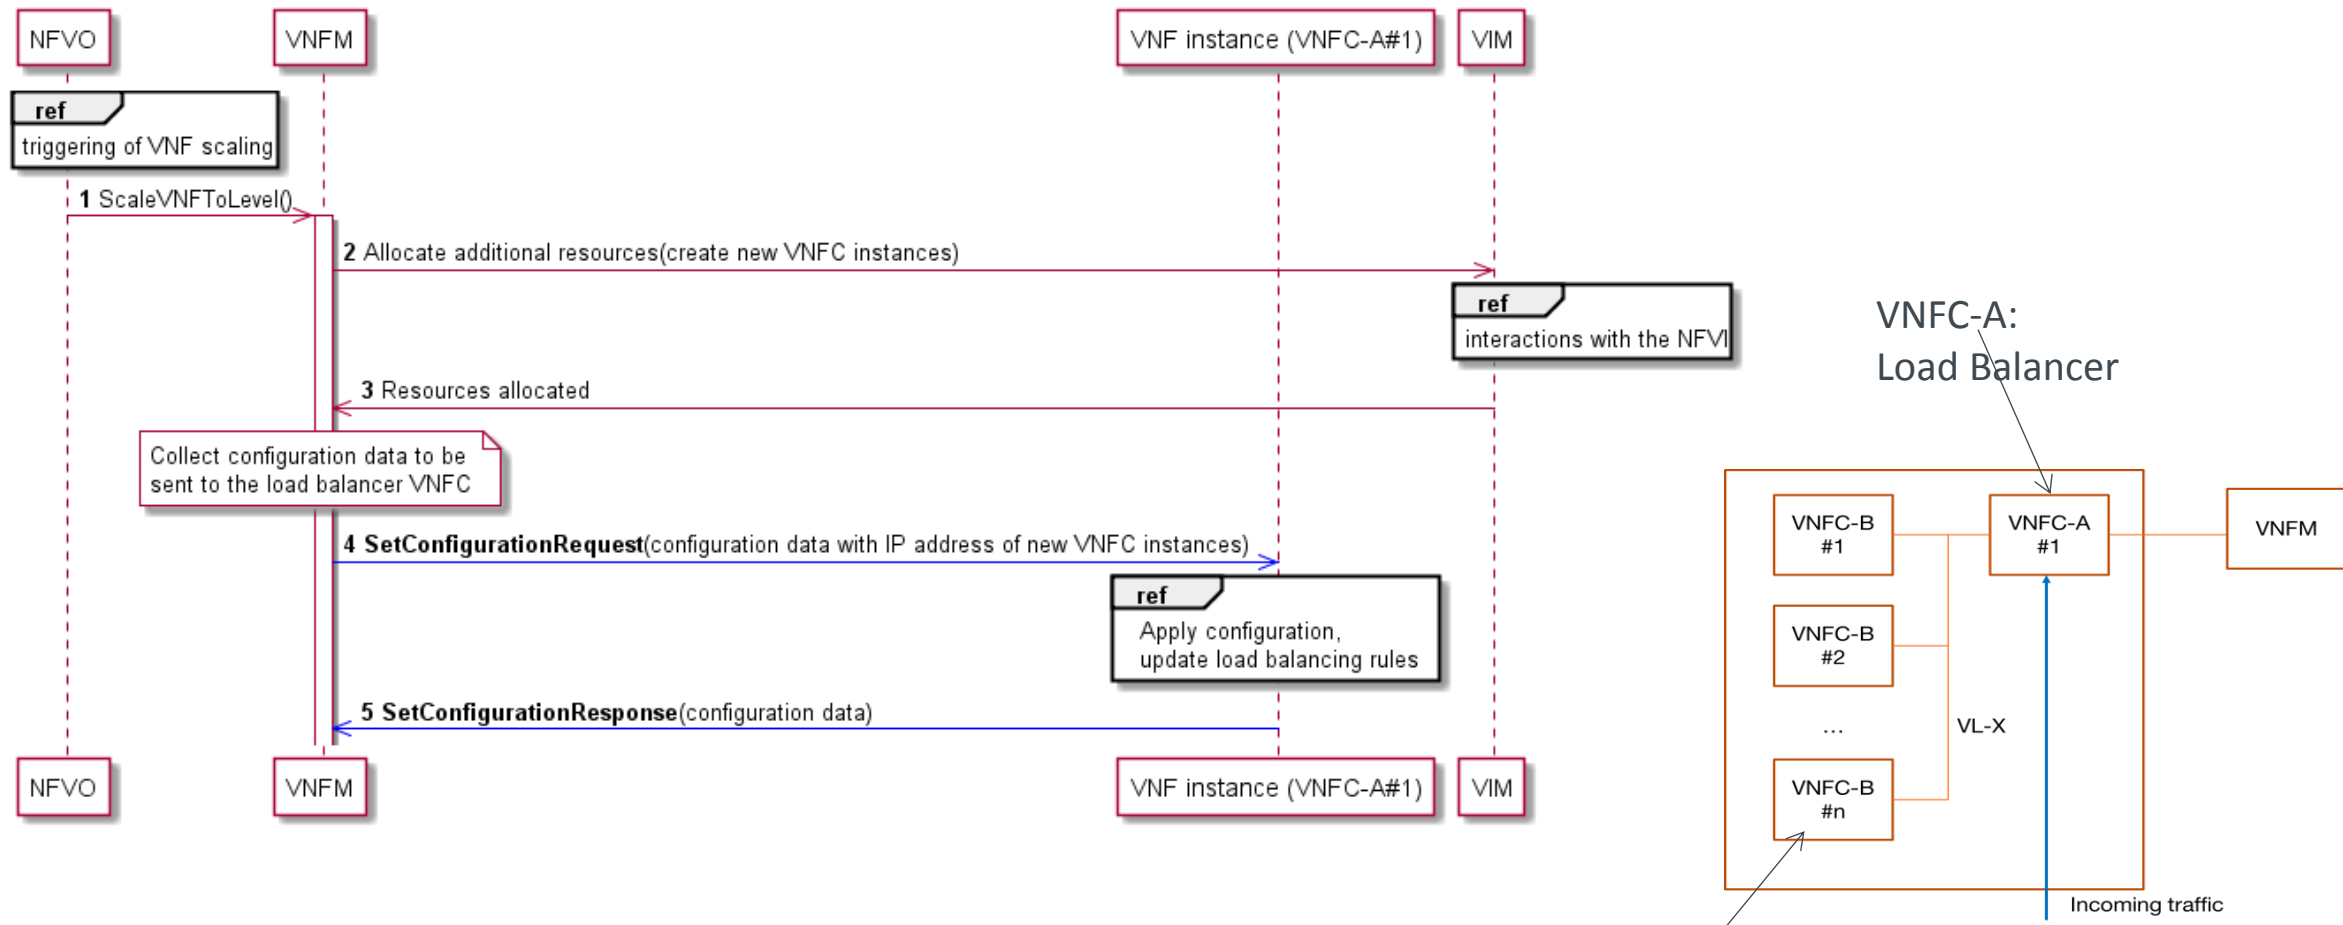 NFVO
VNFM
VNF instance (VNFC-A#1)
VIM
ref
triggering of VNF scaling
1 ScaleVNFToLevel()
2 Allocate additional resources(create new VNFC instances)
ref
interactions with the NFVI
3 Resources allocated
Collect configuration data to be
sent to the load balancer VNFC
4 SetConfigurationRequest(configuration data with IP address of new VNFC instances)
ref
Apply configuration,
update load balancing rules
5 SetConfigurationResponse(configuration data)
NFVO
VNFM
VNF instance (VNFC-A#1)
VIM
VNFC-A:
Load Balancer
VNFC-B
#1
VNFC-A
#1
VNFM
VNFC-B
#2
...
VL-X
VNFC-B
#n
Incoming traffic